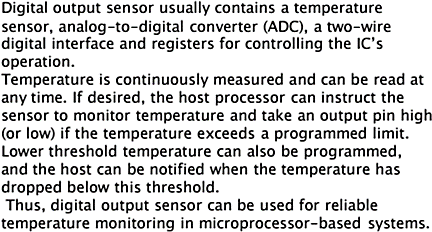 Digital output sensor usually contains a temperature
sensor, analog-to-digital converter (ADC), a two-wire
digital interface and registers for controlling the IC's
operation.
Temperature is continuously measured and can be read at
any time. If desired, the host processor can instruct the
sensor to monitor temperature and take an output pin high
(or low) if the temperature exceeds a programmed limit.
Lower threshold temperature can also be programmed,
and the host can be notified when the temperature has
dropped below this threshold.
Thus, digital output sensor can be used for reliable
temperature monitoring in microprocessor-based systems.